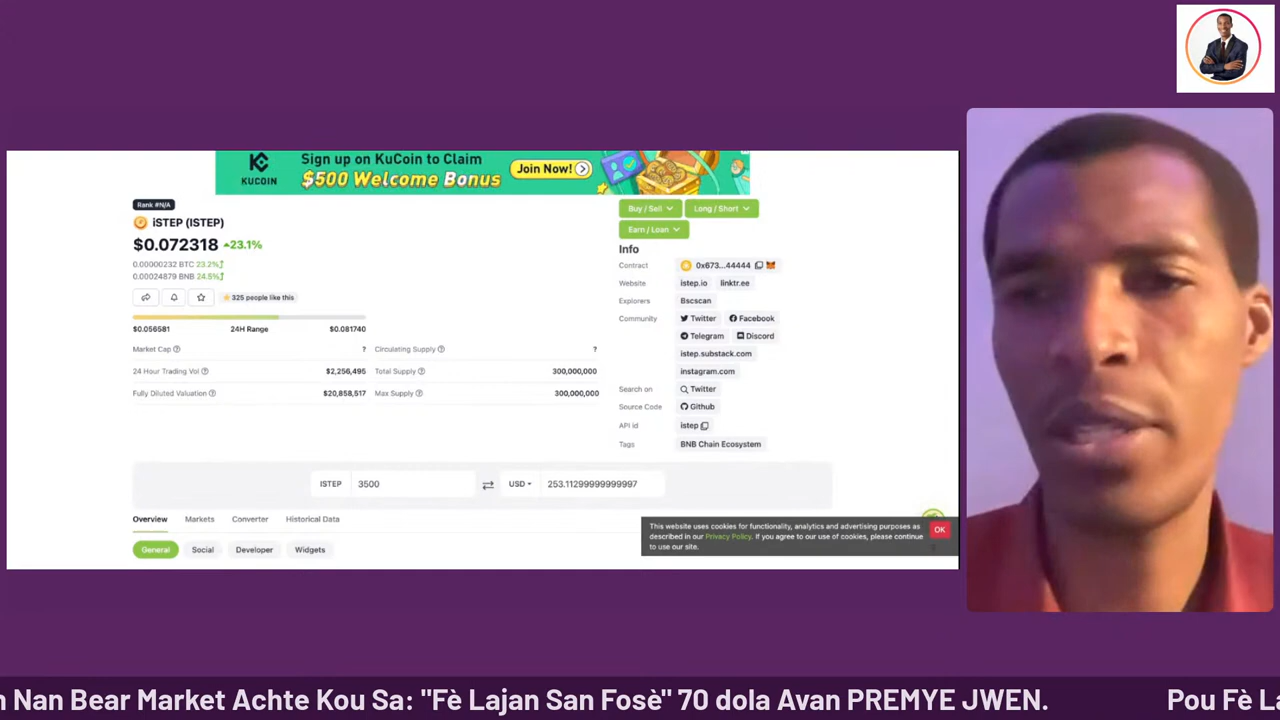 Sign up on KuCoin to Claim
$500 Welcome Bonus
Join Now!
KUCOIN
Rank #N/A
iSTEP (ISTEP)
$0.072318 23.1%
0.00000232 BTC 23.2%
0.00024879 BNB 24.5%
325 people like this
$0.056581 24H Range $0.081740
Market Cap ?
Circulating Supply ?
24 Hour Trading Vol $2,256,495
Total Supply 300,000,000
Fully Diluted Valuation $20,858,517
Max Supply 300,000,000
Buy / Sell Long / Short
Earn / Loan
Info
Contract 0x673...44444
Website istep.io linktr.ee
Explorers Bscscan
Community Twitter Facebook
Telegram Discord
istep.substack.com
instagram.com
Search on Twitter
Source Code Github
API id istep
Tags BNB Chain Ecosystem
ISTEP 3500 USD 253.11299999999997
Overview Markets Converter Historical Data
General Social Developer Widgets
This website uses cookies for functionality, analytics and advertising purposes as
described in our Privacy Policy. If you agree to our use of cookies, please continue
to use our site.
OK
Nan Bear Market Achte Kou Sa: "Fè Lajan San Fosè" 70 dola Avan PREMYE JWEN. Pou Fè